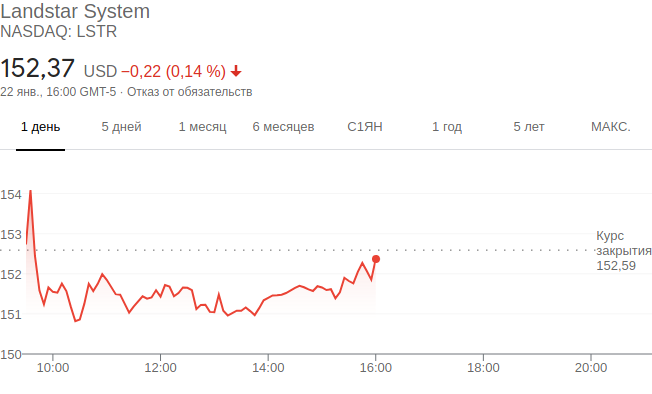 Landstar System
NASDAQ: LSTR
152,37 USD −0,22 (0,14 %)
22 янв., 16:00 GMT-5 · Отказ от обязательств
1 день 5 дней 1 месяц 6 месяцев С1ЯН 1 год 5 лет МАКС.
154
153
152
151
150
Курс
закрытия
152,59
10:00 12:00 14:00 16:00 18:00 20:00